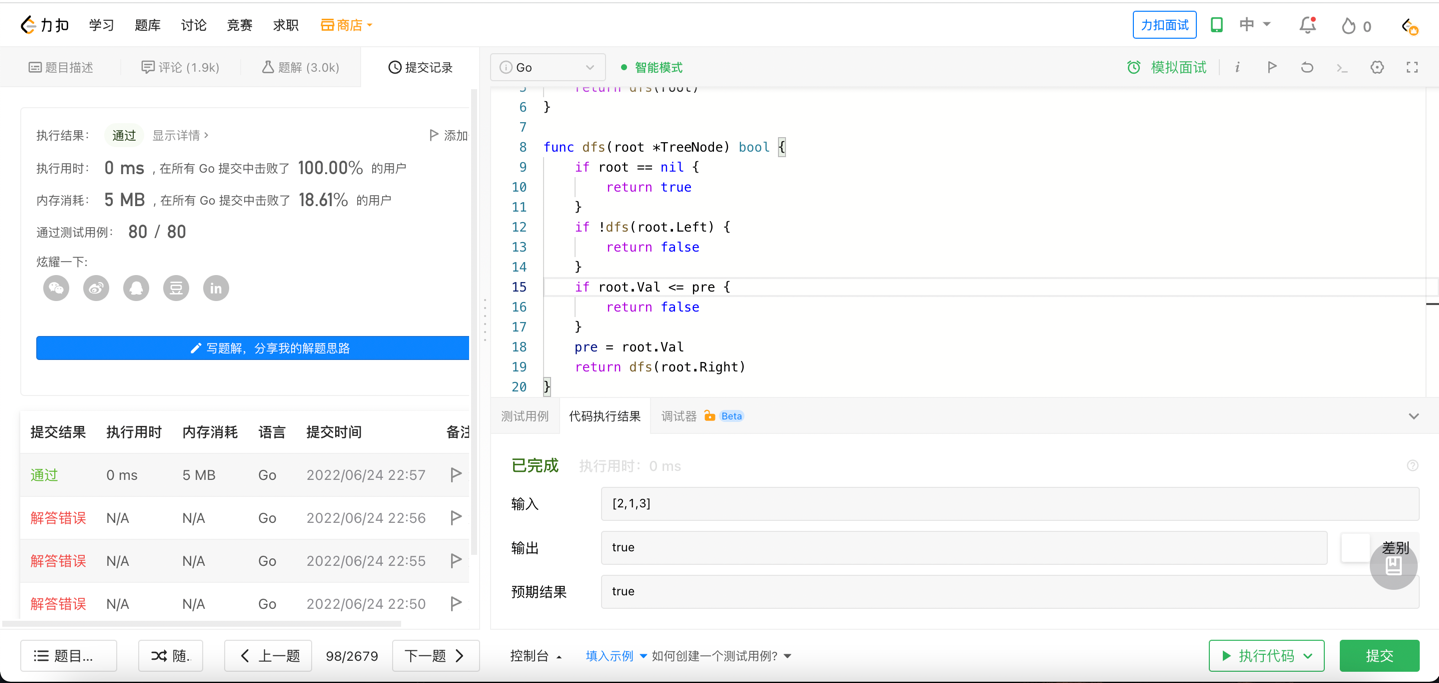 力扣 学习 题库 讨论 竞赛 求职 商店 力扣面试 中 0
题目描述 评论 (1.9k) 题解 (3.0k) 提交记录
执行结果: 通过 显示详情 › 添加
执行用时: 0 ms , 在所有 Go 提交中击败了 100.00% 的用户
内存消耗: 5 MB , 在所有 Go 提交中击败了 18.61% 的用户
通过测试用例: 80 / 80
炫耀一下:
豆 in
写题解, 分享我的解题思路
提交结果 执行用时 内存消耗 语言 提交时间 备注
通过 0 ms 5 MB Go 2022/06/24 22:57
解答错误 N/A N/A Go 2022/06/24 22:56
解答错误 N/A N/A Go 2022/06/24 22:55
解答错误 N/A N/A Go 2022/06/24 22:50
题目... 随. 上一题 98/2679 下一题
Go 智能模式 模拟面试 i
5 return dfs(root)
6 }
7
8 func dfs(root *TreeNode) bool {
9 if root == nil {
10 return true
11 }
12 if !dfs(root.Left) {
13 return false
14 }
15 if root.Val <= pre {
16 return false
17 }
18 pre = root.Val
19 return dfs(root.Right)
20 }
测试用例 代码执行结果 调试器 Beta
已完成 执行用时: 0 ms
输入 [2,1,3]
输出 true 差别
预期结果 true
控制台 填入示例 如何创建一个测试用例? 执行代码 提交